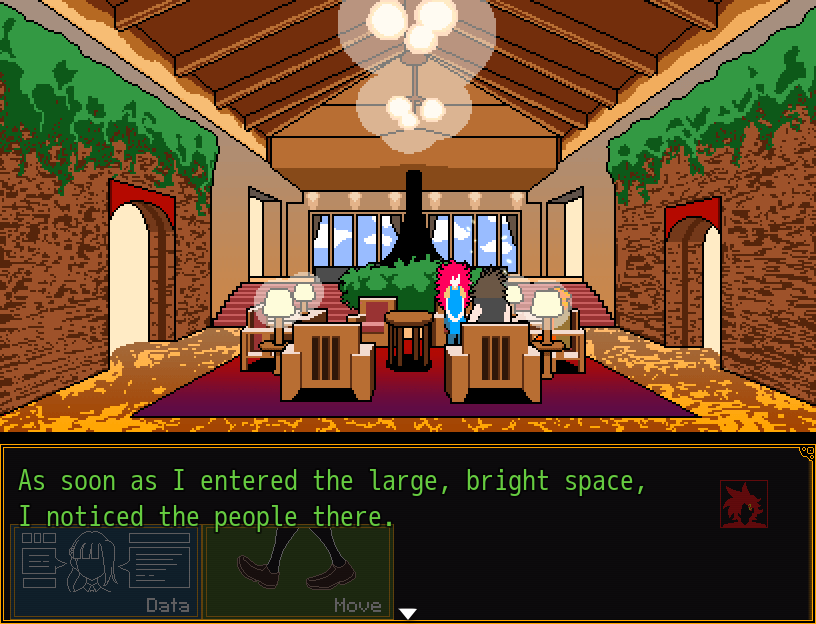 As soon as I entered the large, bright space,
I noticed the people there.
Data
Move